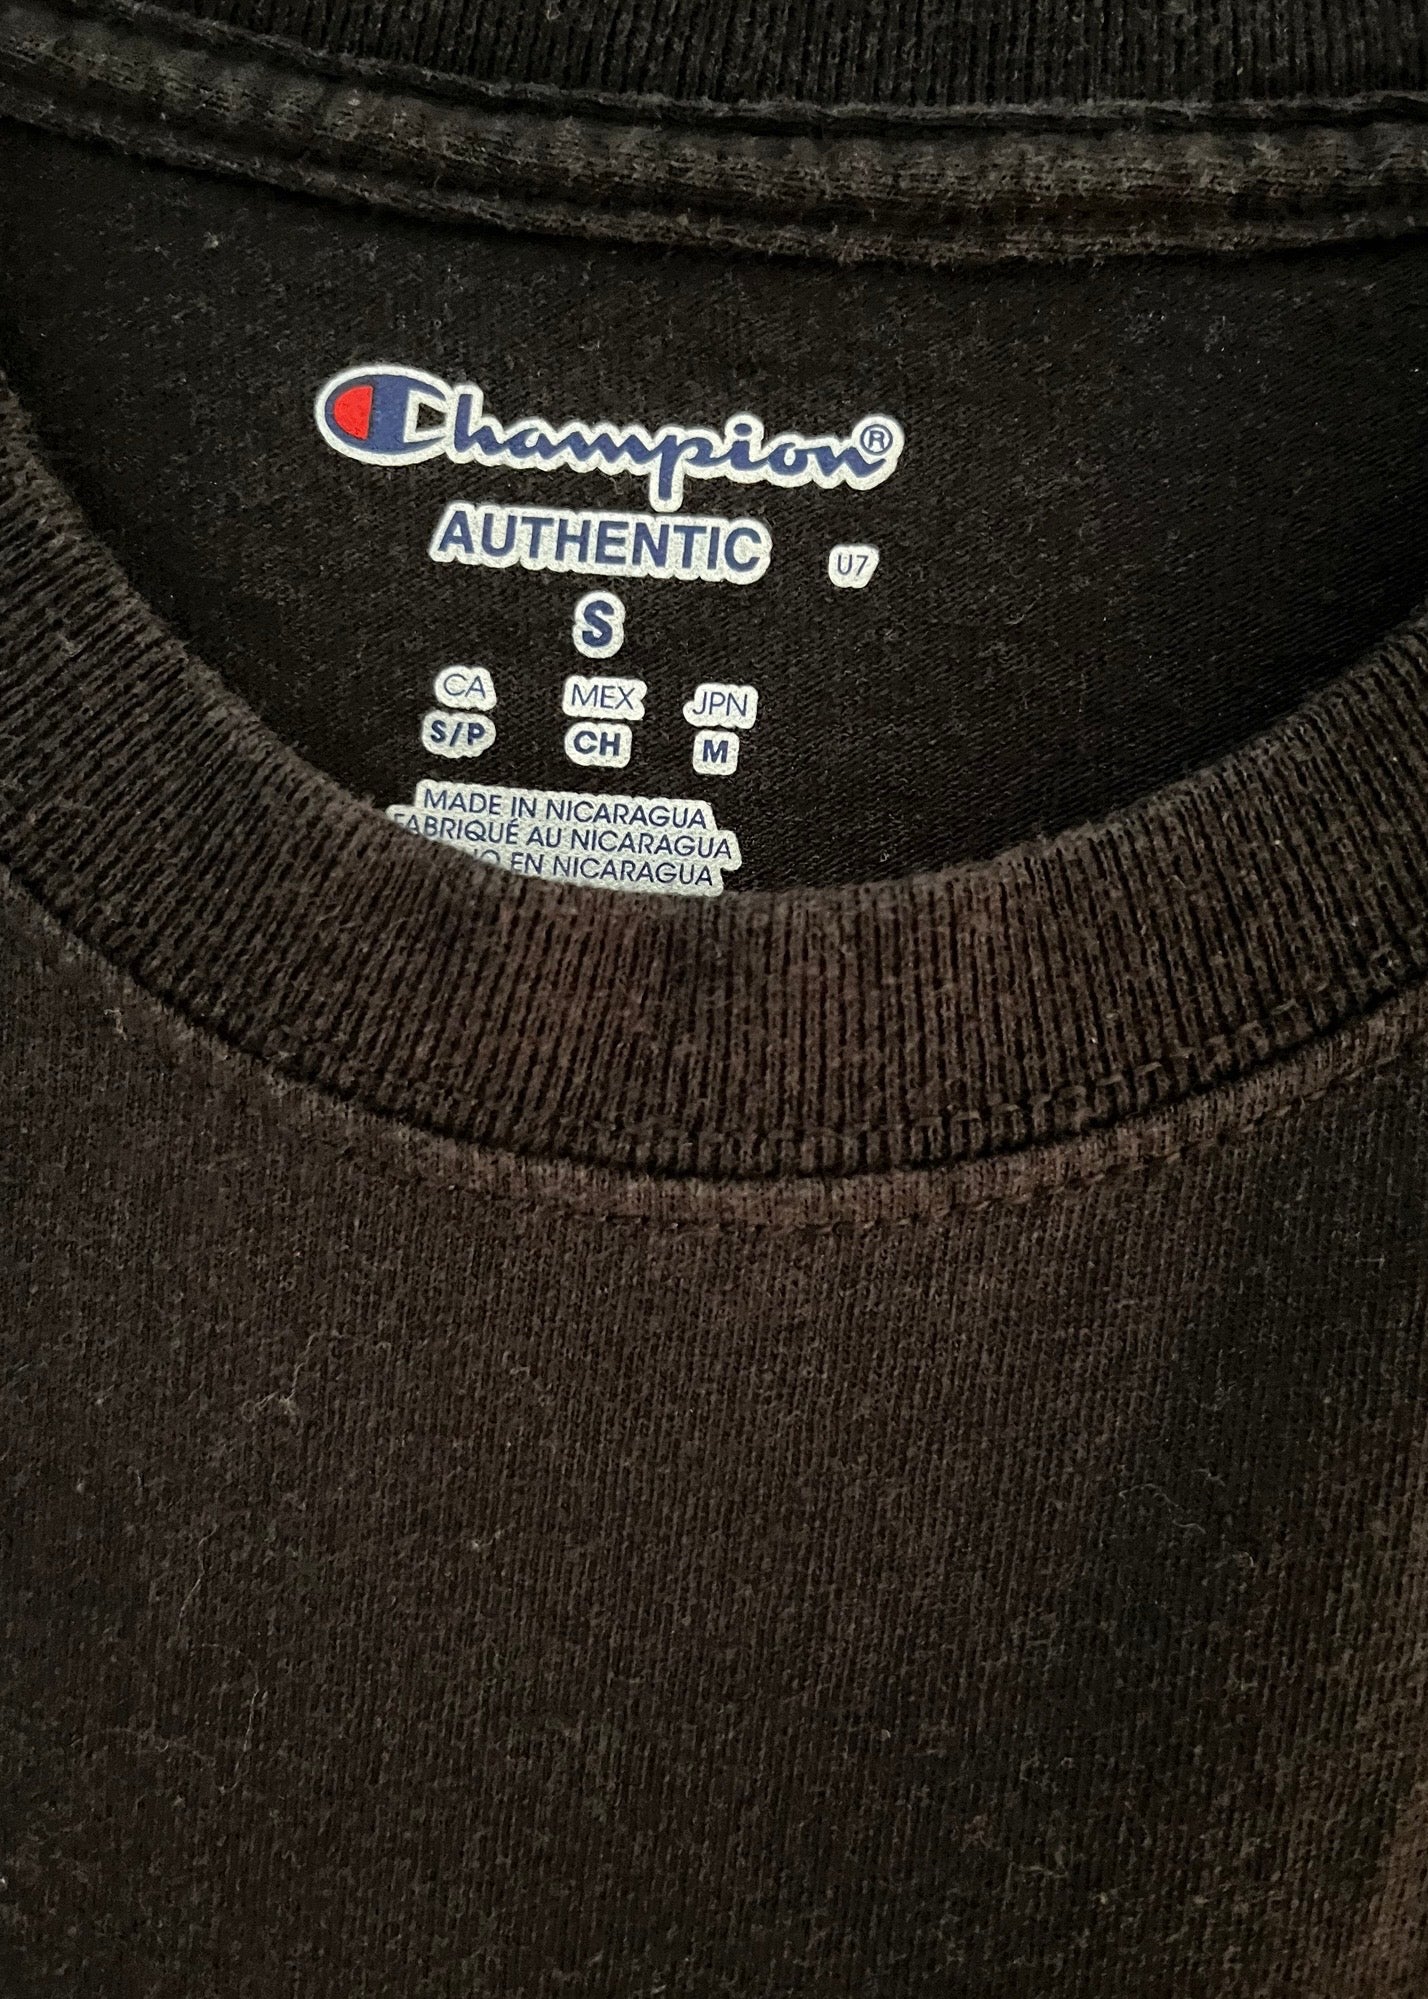 Champion®
AUTHENTIC U7
S
CA MEX JPN
S/P CH M
MADE IN NICARAGUA
FABRIQUÉ AU NICARAGUA
EN NICARAGUA